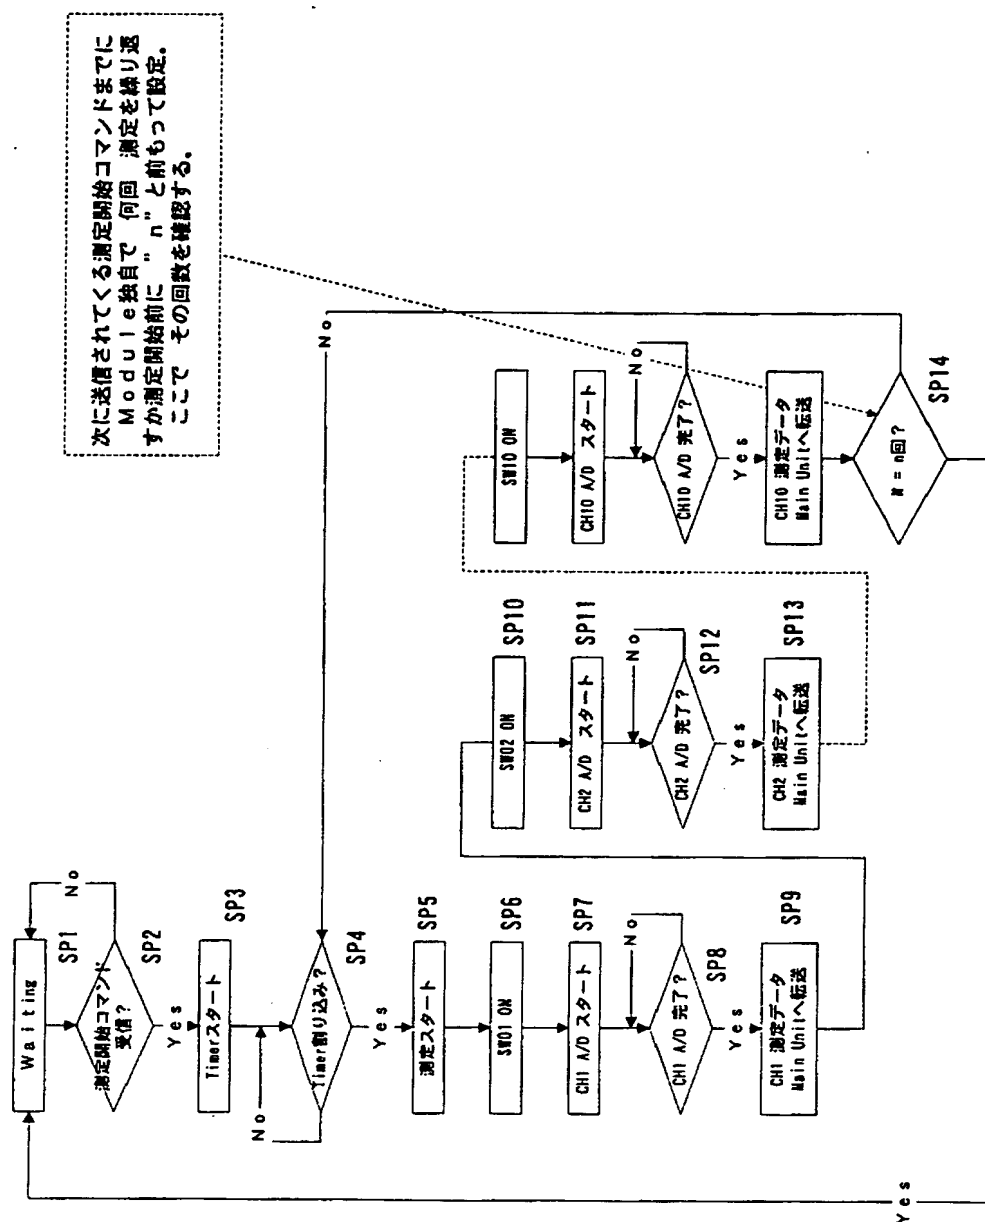 次に送信されてくる測定開始コマンドまでに
Module独自で 何回 測定を繰り返
すか測定開始前に "n"と前もって設定。
ここで その回数を確認する。
Waiting
SP1
No
測定開始コマンド
受信?
SP2
Yes
Timerスタート
SP3
No
Timer割り込み?
SP4
Yes
測定スタート
SP5
SW01 ON
SP6
CH1 A/D スタート
SP7
No
CH1 A/D 完了?
SP8
Yes
CH1 測定データ
Main Unitへ転送
SP9
SW02 ON
SP10
CH2 A/D スタート
SP11
No
CH2 A/D 完了?
SP12
Yes
CH2 測定データ
Main Unitへ転送
SP13
SW10 ON
CH10 A/D スタート
No
CH10 A/D 完了?
Yes
CH10 測定データ
Main Unitへ転送
N = n回?
SP14
No
Yes